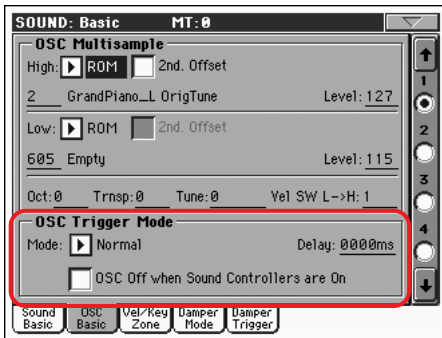 SOUND: Basic MT:0
OSC Multisample
High: ROM 2nd. Offset
2 GrandPiano_L OrigTune Level: 127
Low: ROM 2nd. Offset
605 Empty Level: 115
Oct:0 Trnsp:0 Tune:0 Vel SW L->H: 1
OSC Trigger Mode
Mode: Normal Delay: 0000ms
OSC Off when Sound Controllers are On
1
2
3
4
Sound Basic
OSC Basic
Vel/Key Zone
Damper Mode
Damper Trigger